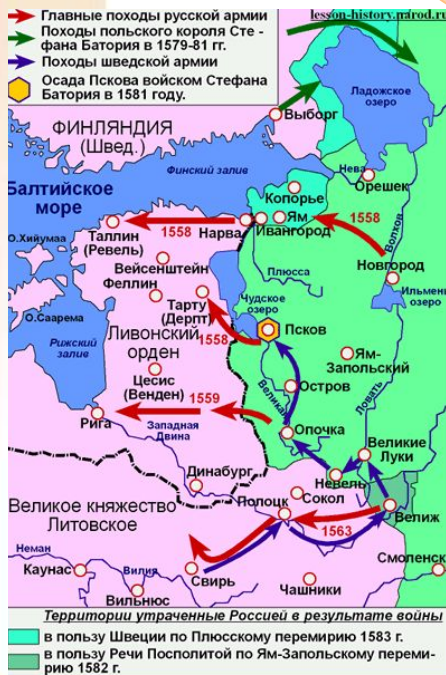 lesson-history.narod.ru
Главные походы русской армии
Походы польского короля Сте -
фана Батория в 1579-81 гг.
Походы шведской армии
Осада Пскова войском Стефана
Батория в 1581 году.
Ладожское
озеро
Выборг
ФИНЛЯНДИЯ
(Швед.)
Финский залив
Нева
Орешек
Балтийское
море
Копорье
Ям
Ивангород
Нарва
1558
1558
Волхов
О.Хийумаа
Таллин
(Ревель)
Вейсенштейн
Феллин
Плюсса
Новгород
Ильмень
озеро
Чудское
озеро
Тарту
(Дерпт)
1558
Псков
О.Саарема
Рижский
залив
Ливонский
орден
Ям-
Запольский
Цесис
(Венден)
Остров
Великая
Ловать
1559
Рига
Западная
Двина
Опочка
Великие
Луки
Динабург
Невель
Сокол
Велиж
Великое княжество
Литовское
Полоцк
1563
Неман
Каунас
Вилия
Свирь
Смоленск
Вильнюс
Чашники
Территории утраченные Россией в результате войны
в пользу Швеции по Плюсскому перемирию 1583 г.
в пользу Речи Посполитой по Ям-Запольскому переми-
рию 1582 г.